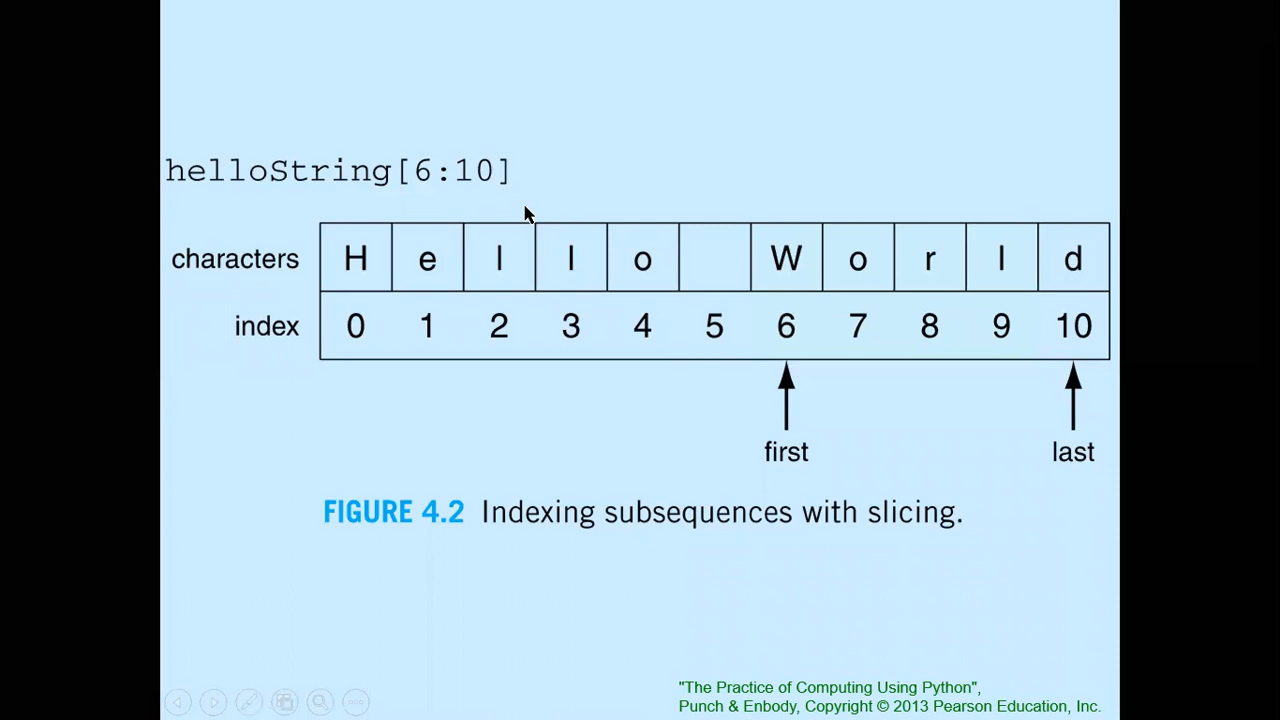 helloString[6:10]
characters H e l l o W o r l d
index 0 1 2 3 4 5 6 7 8 9 10
first last
FIGURE 4.2 Indexing subsequences with slicing.
"The Practice of Computing Using Python",
Punch & Enbody, Copyright © 2013 Pearson Education, Inc.